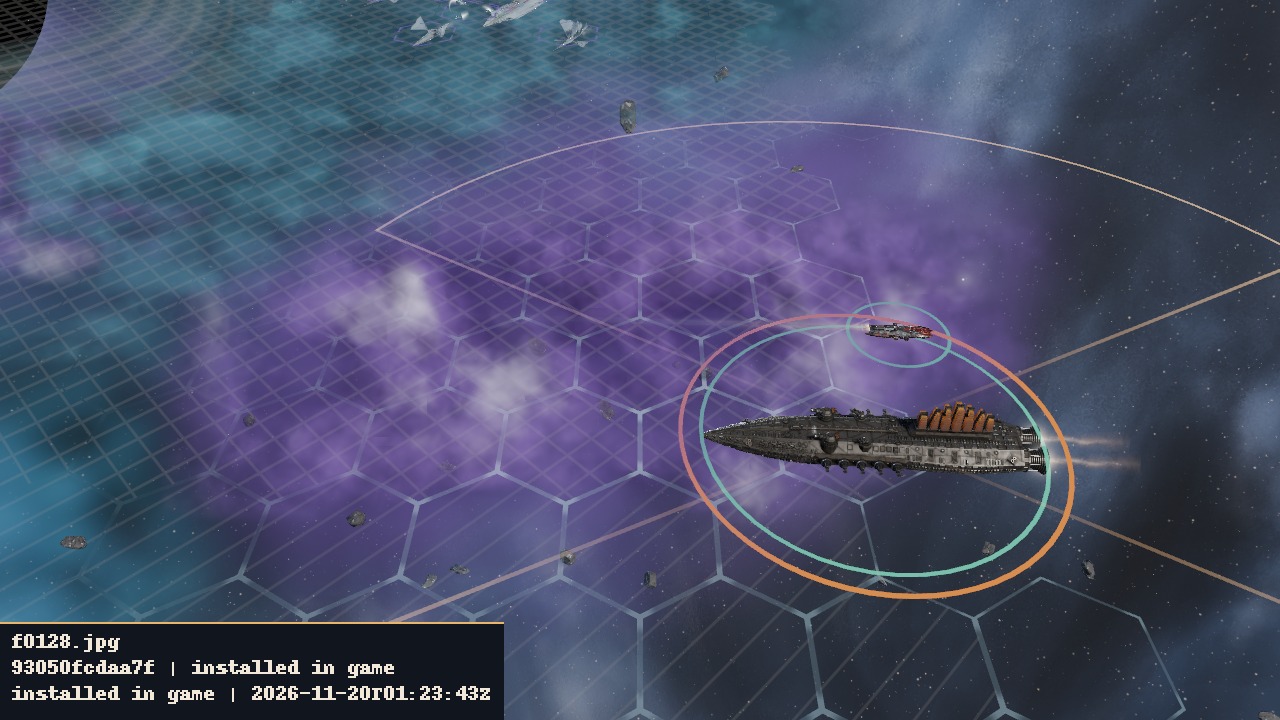 f0128.jpg
93050fcdaa7f | installed in game
installed in game | 2026-11-20T01:23:43Z